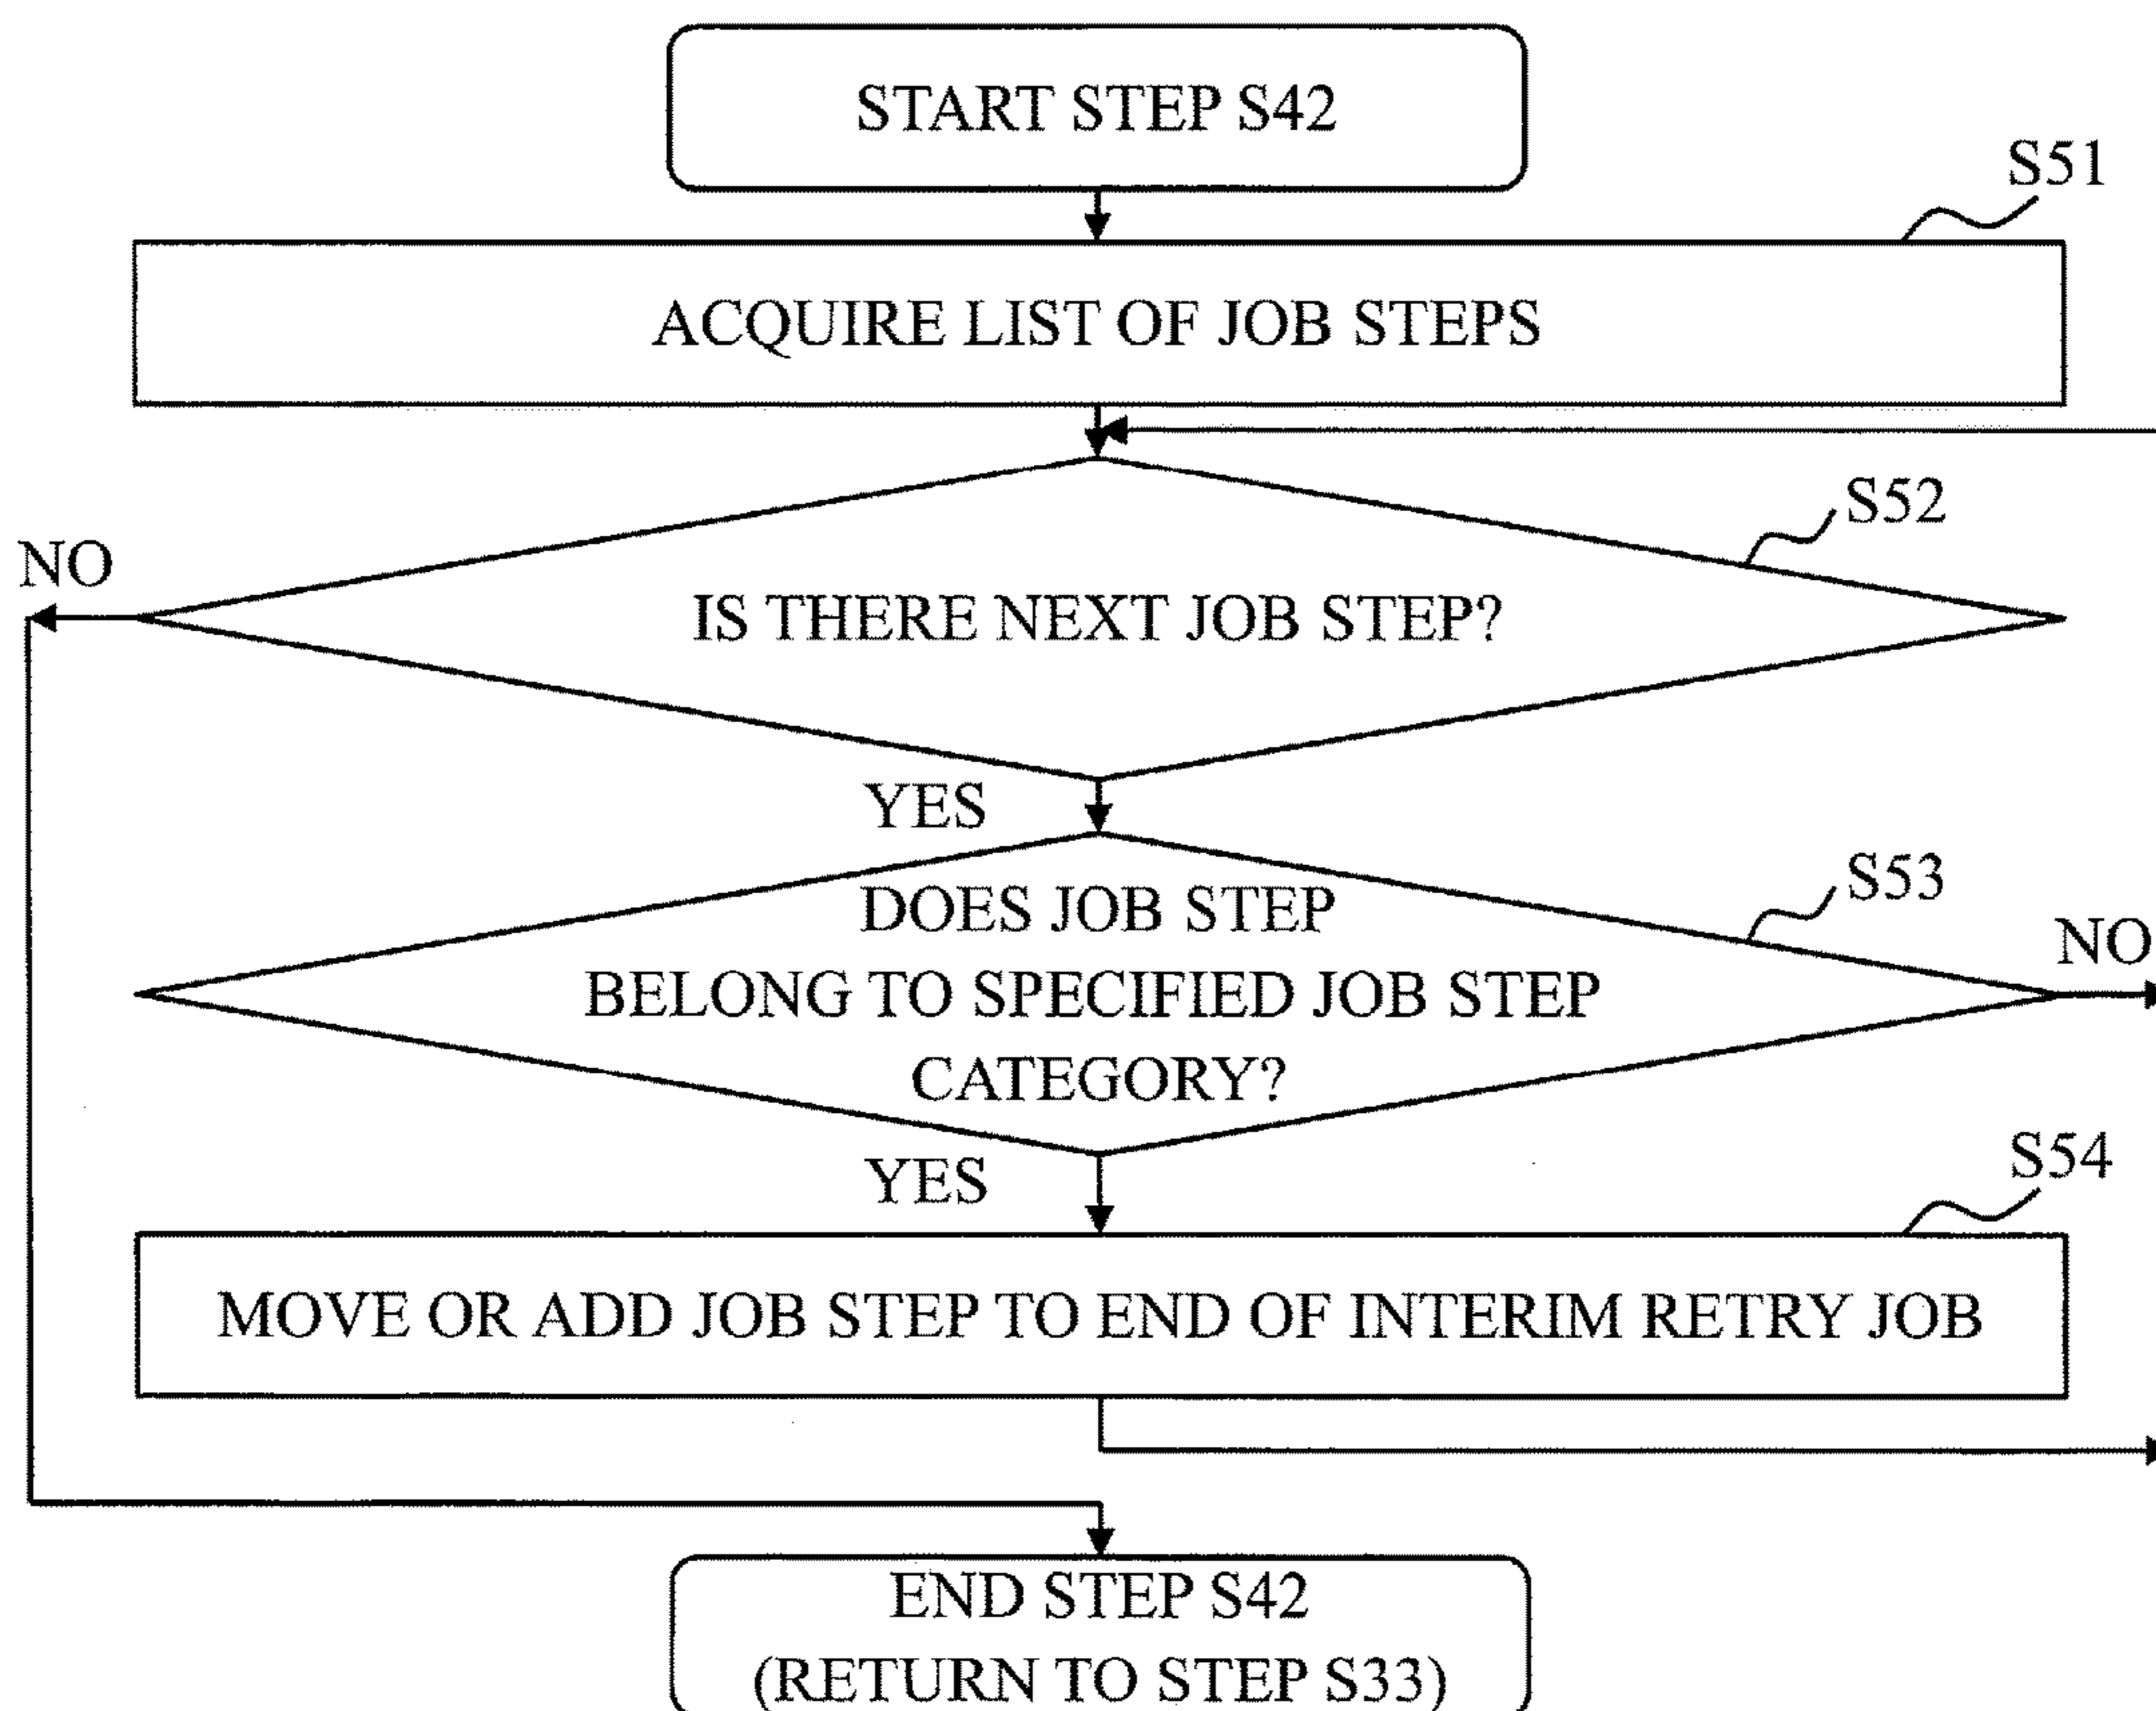 START STEP S42
S51
ACQUIRE LIST OF JOB STEPS
S52
NO
IS THERE NEXT JOB STEP?
YES
S53
DOES JOB STEP
NO
BELONG TO SPECIFIED JOB STEP
CATEGORY?
YES
S54
MOVE OR ADD JOB STEP TO END OF INTERIM RETRY JOB
END STEP S42
(RETURN TO STEP S33)